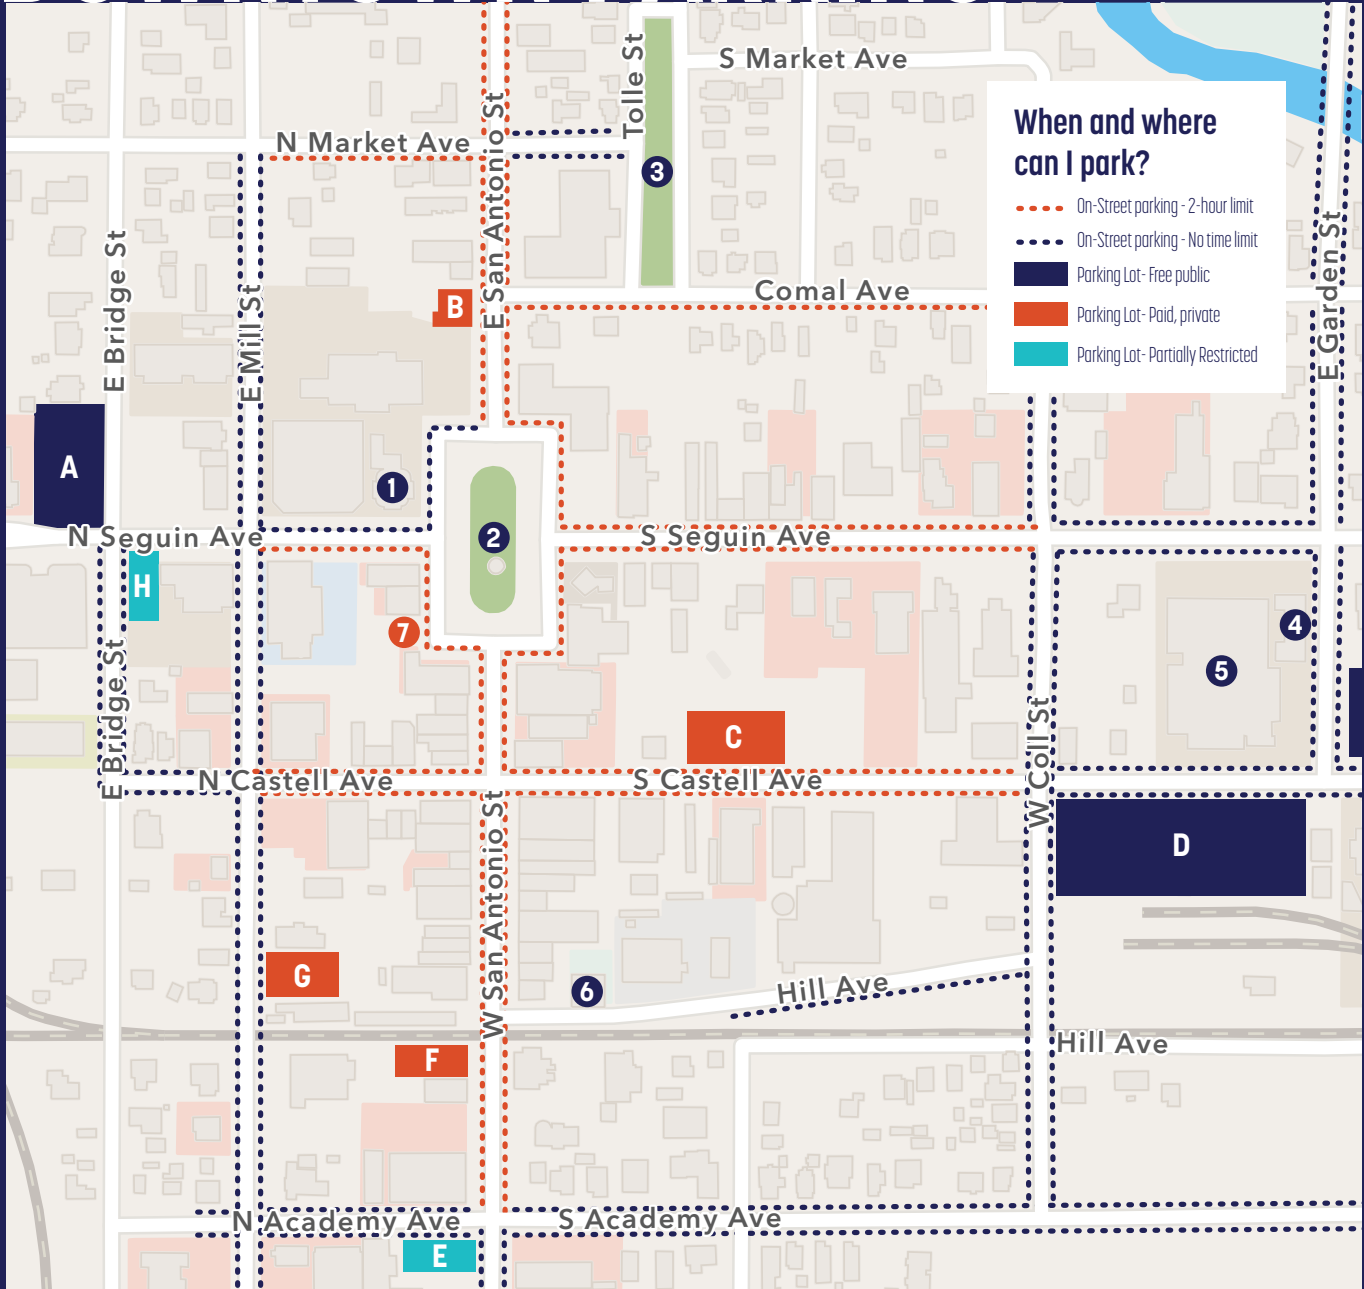 S Market Ave
Tolle St
E San Antonio St
N Market Ave
3
When and where
can I park?
On-Street parking - 2-hour limit
On-Street parking - No time limit
Parking Lot- Free public
Parking Lot- Paid, private
Parking Lot- Partially Restricted
E Bridge St
E Mill St
E Garden St
Comal Ave
B
A
1
2
N Seguin Ave
S Seguin Ave
H
7
4
5
E Bridge St
W Coll St
C
N Castell Ave
S Castell Ave
W San Antonio St
D
G
6
Hill Ave
F
Hill Ave
N Academy Ave
S Academy Ave
E